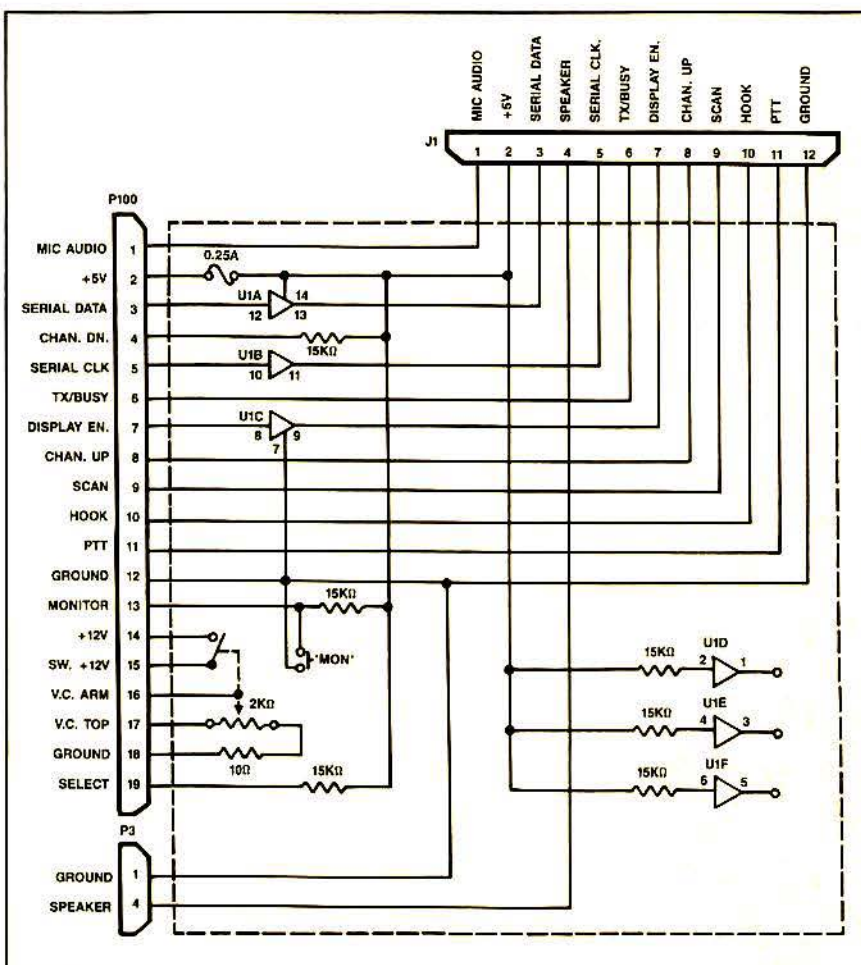 MIC AUDIO
+5V
SERIAL DATA
SPEAKER
SERIAL CLK.
TX/BUSY
DISPLAY EN.
CHAN. UP
SCAN
HOOK
PTT
GROUND
J1
1 2 3 4 5 6 7 8 9 10 11 12
P100
MIC AUDIO 1
0.25A
+5V 2
U1A 14
SERIAL DATA 3 12 13
CHAN. DN. 4
15KΩ
U1B
SERIAL CLK 5 10 11
TX/BUSY 6
U1C
DISPLAY EN. 7 8 9
7
CHAN. UP 8
SCAN 9
HOOK 10
PTT 11
GROUND 12
15KΩ
MONITOR 13
+12V 14
"MON"
SW. +12V 15
V.C. ARM 16
2KΩ
V.C. TOP 17
GROUND 18
10Ω 15KΩ
SELECT 19
15KΩ U1D
2 1
15KΩ U1E
4 3
15KΩ U1F
6 5
P3
GROUND 1
SPEAKER 4